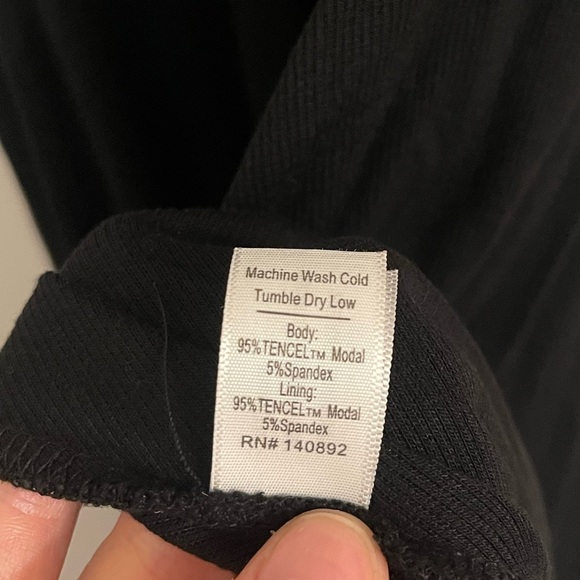 Machine Wash Cold
Tumble Dry Low
Body:
95%TENCEL™ Modal
5%Spandex
Lining:
95%TENCEL™ Modal
5%Spandex
RN# 140892